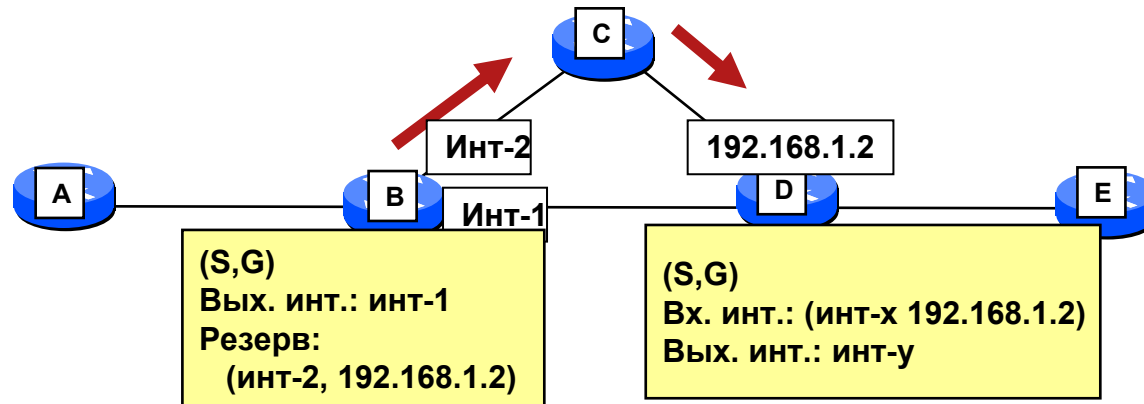 C
Инт-2
192.168.1.2
A
B
Инт-1
D
E
(S,G)
Вых. инт.: инт-1
Резерв:
(инт-2, 192.168.1.2)
(S,G)
Вх. инт.: (инт-x 192.168.1.2)
Вых. инт.: инт-y